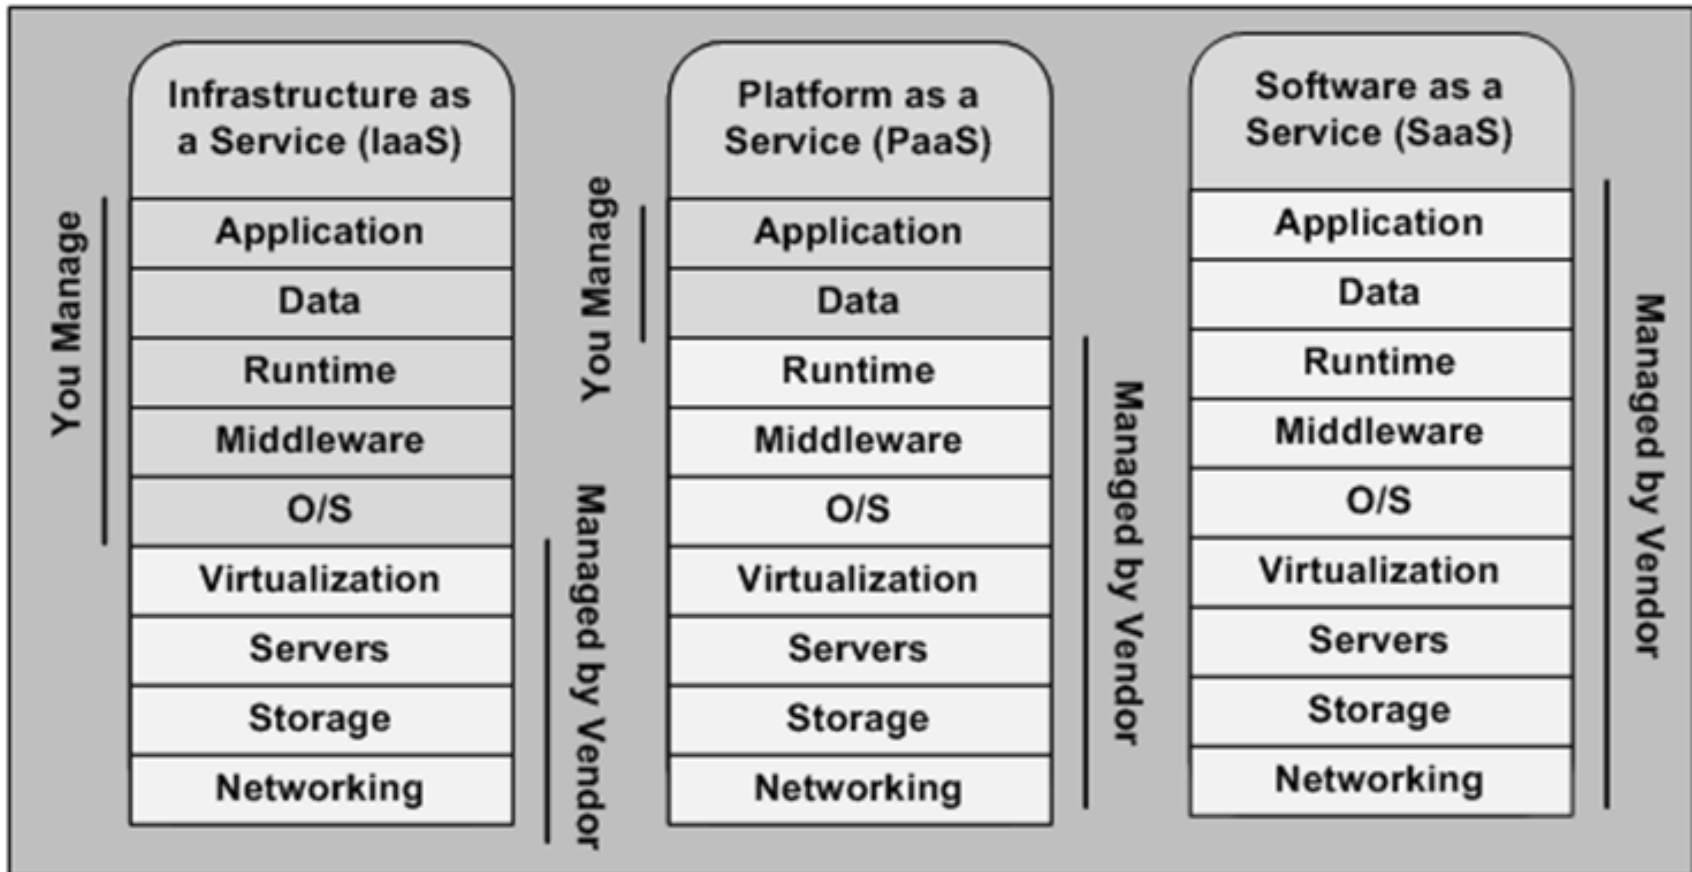 Infrastructure as
a Service (IaaS)
You Manage
Application
Data
Runtime
Middleware
O/S
Virtualization
Servers
Storage
Networking
Managed by Vendor
Platform as a
Service (PaaS)
You Manage
Application
Data
Runtime
Middleware
O/S
Virtualization
Servers
Storage
Networking
Managed by Vendor
Software as a
Service (SaaS)
Application
Data
Runtime
Middleware
O/S
Virtualization
Servers
Storage
Networking
Managed by Vendor